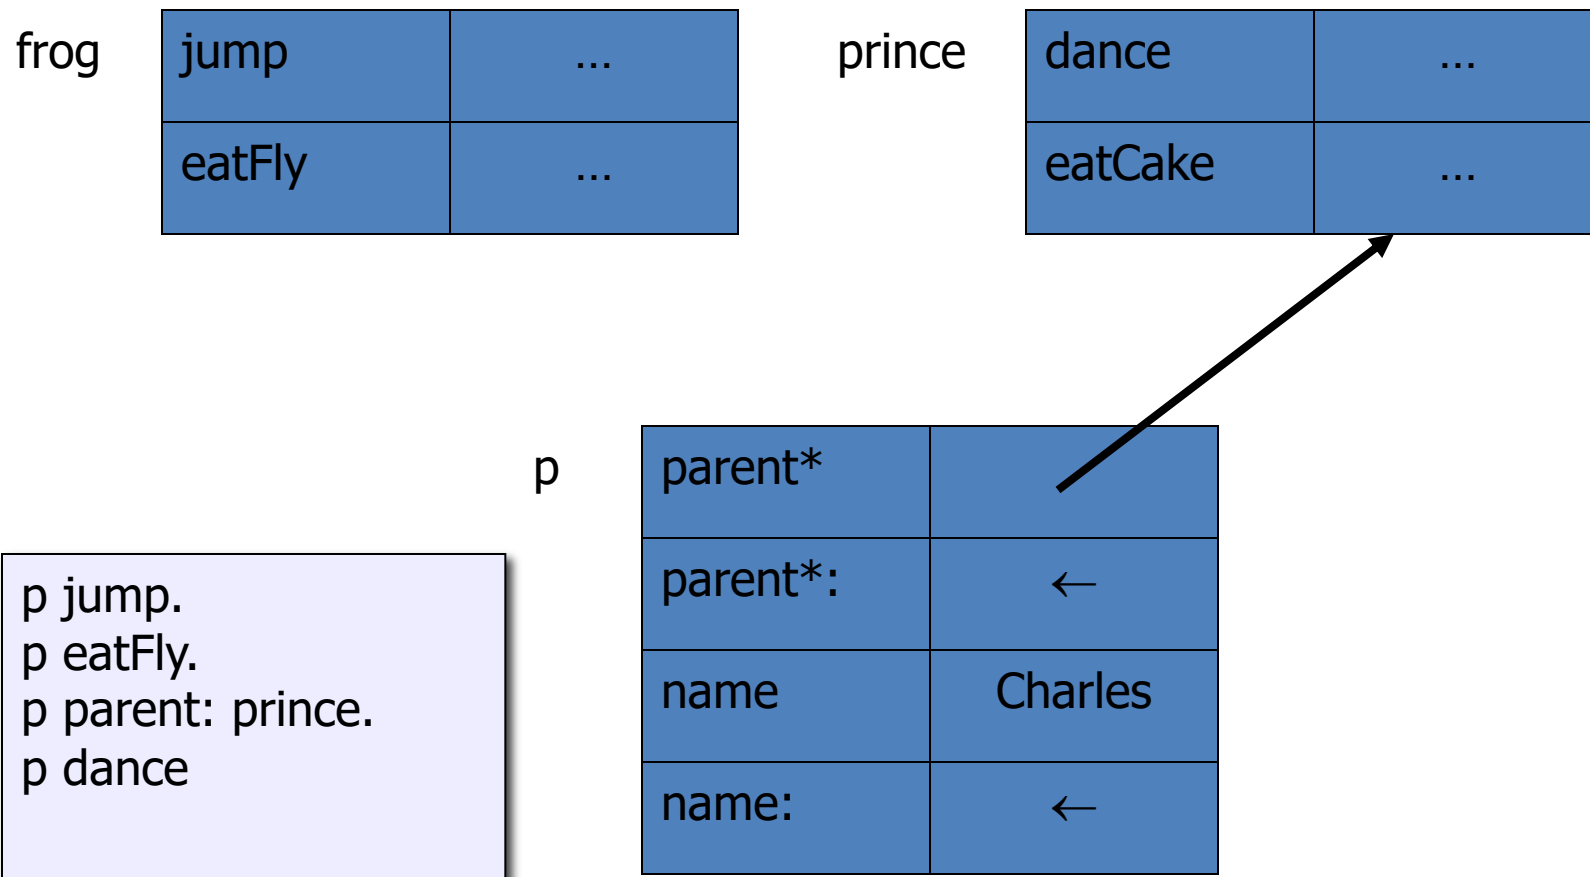 frog jump ... prince dance ...
eatFly ... eatCake ...
p parent*
parent*: ←
name Charles
name: ←
p jump.
p eatFly.
p parent: prince.
p dance